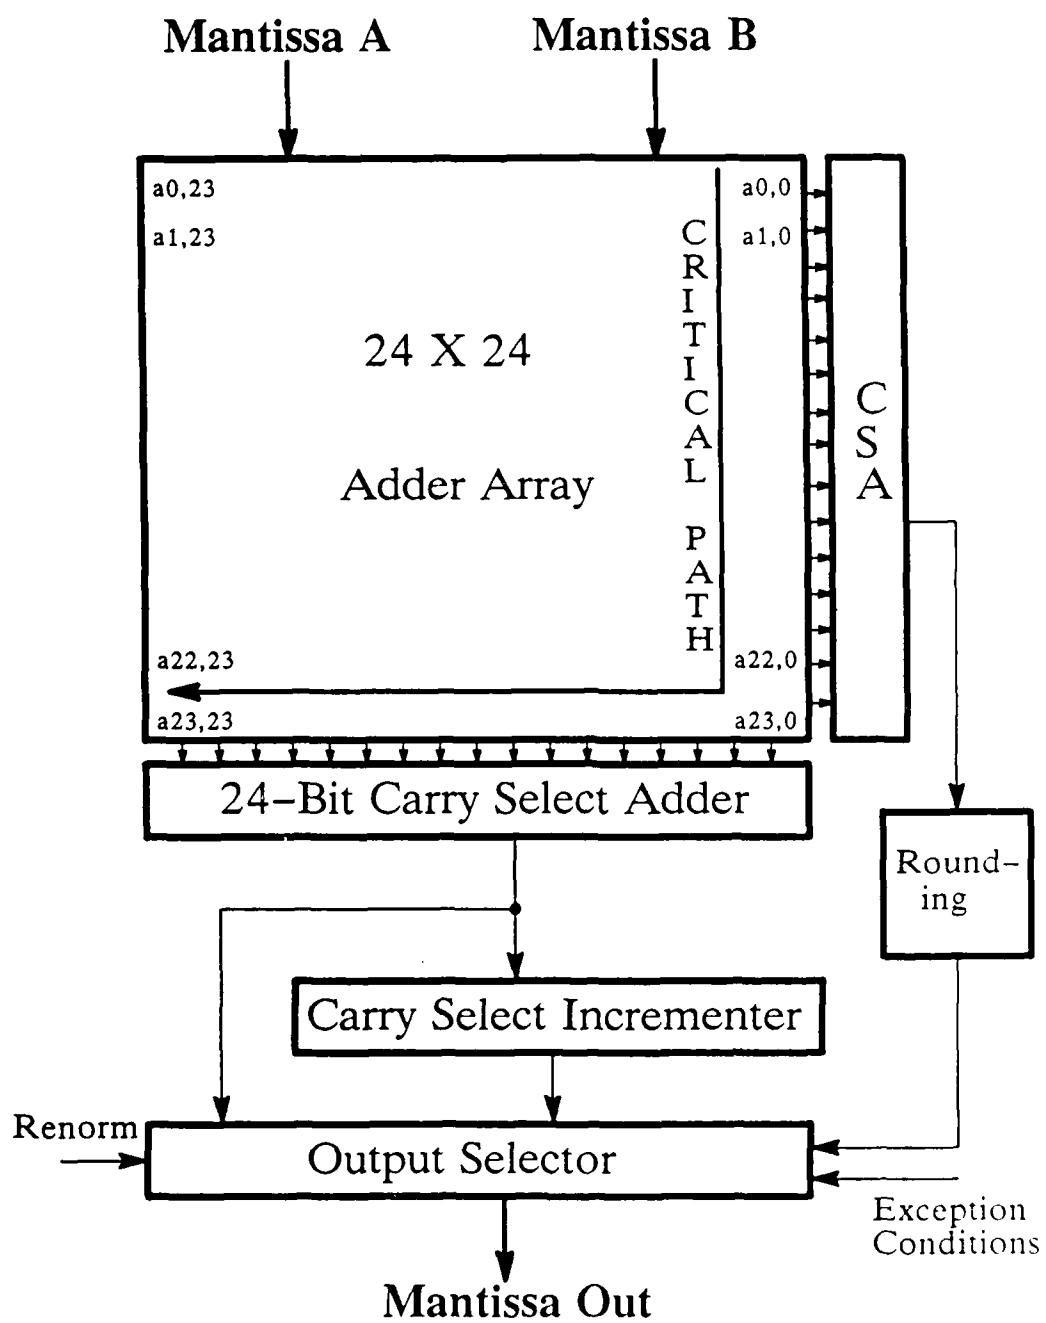 Mantissa A
Mantissa B
a0,23
a0,0
a1,23
a1,0
CRITICAL PATH
24 X 24
Adder Array
CSA
a22,23
a22,0
a23,23
a23,0
24-Bit Carry Select Adder
Round-
ing
Carry Select Incrementer
Renorm
Output Selector
Exception
Conditions
Mantissa Out